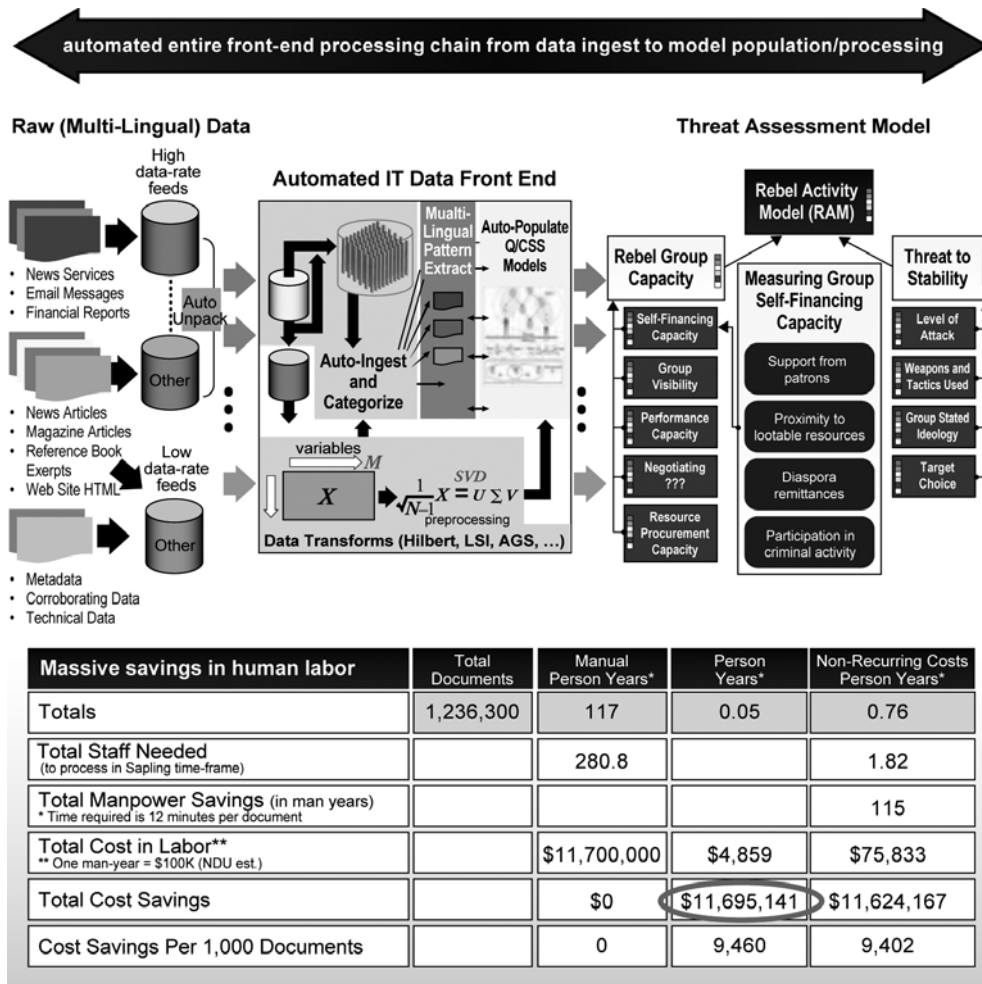 automated entire front-end processing chain from data ingest to model population/processing
Raw (Multi-Lingual) Data
Threat Assessment Model
High
data-rate
feeds
• News Services
• Email Messages
• Financial Reports
Auto
Unpack
Other
• News Articles
• Magazine Articles
• Reference Book
Exerpts
• Web Site HTML
Low
data-rate
feeds
Other
• Metadata
• Corroborating Data
• Technical Data
Automated IT Data Front End
Mualti-
Lingual
Pattern
Extract
Auto-Populate
Q/CSS
Models
Auto-Ingest
and
Categorize
variables
M
X
1
N-1
X = U Σ V
SVD
preprocessing
Data Transforms (Hilbert, LSI, AGS, ...)
Rebel Activity
Model (RAM)
Rebel Group
Capacity
Self-Financing
Capacity
Group
Visibility
Performance
Capacity
Negotiating
???
Resource
Procurement
Capacity
Measuring Group
Self-Financing
Capacity
Support from
patrons
Proximity to
lootable resources
Diaspora
remittances
Participation in
criminal activity
Threat to
Stability
Level of
Attack
Weapons and
Tactics Used
Group Stated
Ideology
Target
Choice
Massive savings in human labor
Total
Documents
Manual
Person Years*
Person
Years*
Non-Recurring Costs
Person Years*
Totals 1,236,300 117 0.05 0.76
Total Staff Needed
(to process in Sapling time-frame)
280.8 1.82
Total Manpower Savings (in man years)
* Time required is 12 minutes per document
115
Total Cost in Labor**
** One man-year = $100K (NDU est.)
$11,700,000 $4,859 $75,833
Total Cost Savings $0 $11,695,141 $11,624,167
Cost Savings Per 1,000 Documents 0 9,460 9,402